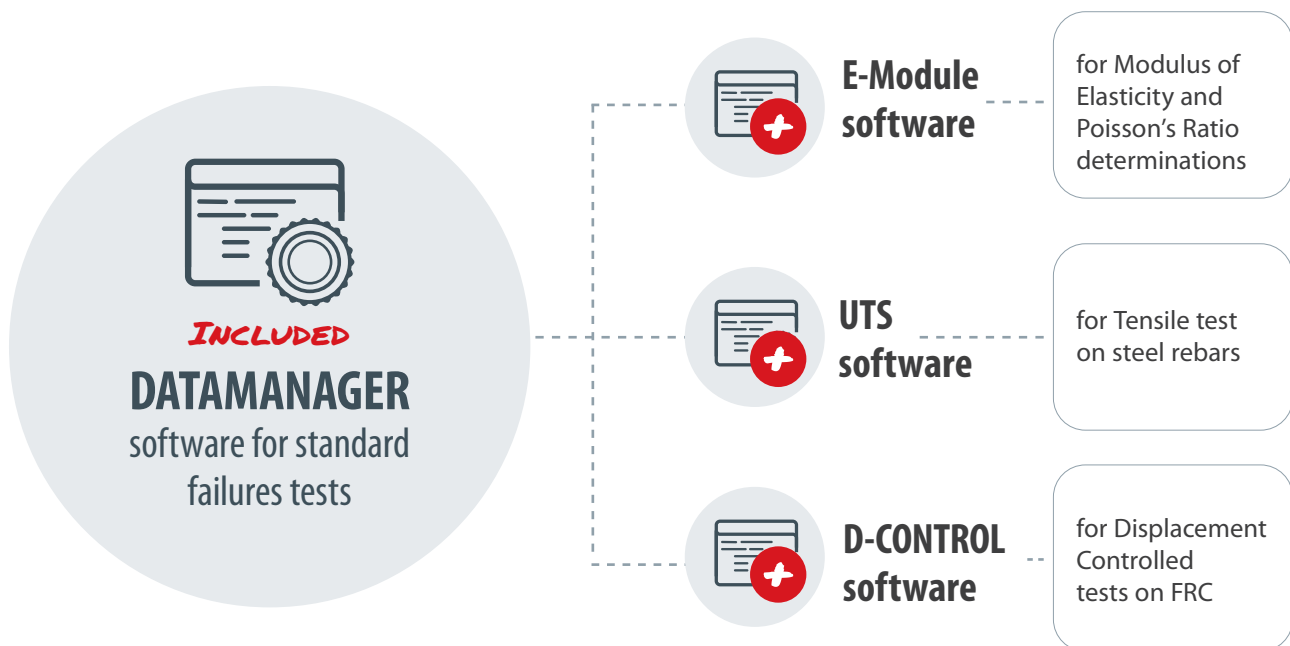 INCLUDED
DATAMANAGER
software for standard
failures tests
E-Module
software
for Modulus of
Elasticity and
Poisson's Ratio
determinations
UTS
software
for Tensile test
on steel rebars
D-CONTROL
software
for Displacement
Controlled
tests on FRC